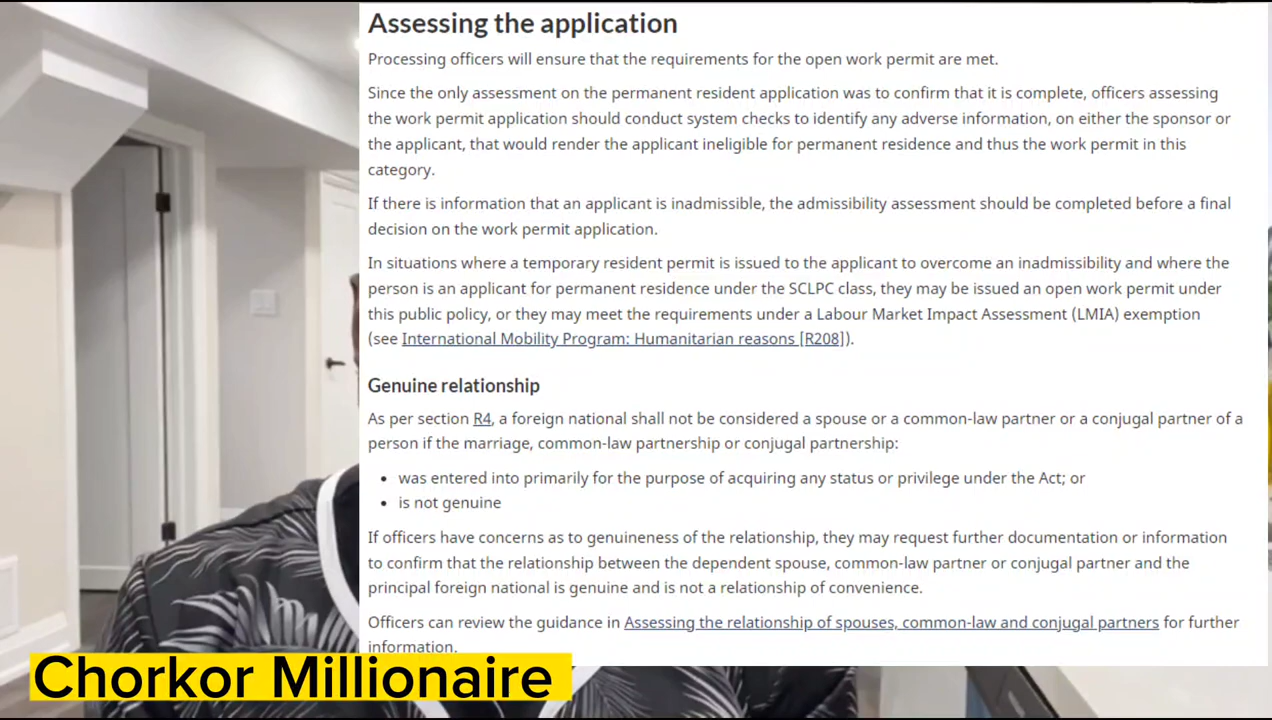 Assessing the application
Processing officers will ensure that the requirements for the open work permit are met.
Since the only assessment on the permanent resident application was to confirm that it is complete, officers assessing
the work permit application should conduct system checks to identify any adverse information, on either the sponsor or
the applicant, that would render the applicant ineligible for permanent residence and thus the work permit in this
category.
If there is information that an applicant is inadmissible, the admissibility assessment should be completed before a final
decision on the work permit application.
In situations where a temporary resident permit is issued to the applicant to overcome an inadmissibility and where the
person is an applicant for permanent residence under the SCLPC class, they may be issued an open work permit under
this public policy, or they may meet the requirements under a Labour Market Impact Assessment (LMIA) exemption
(see International Mobility Program: Humanitarian reasons [R208]).
Genuine relationship
As per section R4, a foreign national shall not be considered a spouse or a common-law partner or a conjugal partner of a
person if the marriage, common-law partnership or conjugal partnership:
• was entered into primarily for the purpose of acquiring any status or privilege under the Act; or
• is not genuine
If officers have concerns as to genuineness of the relationship, they may request further documentation or information
to confirm that the relationship between the dependent spouse, common-law partner or conjugal partner and the
principal foreign national is genuine and is not a relationship of convenience.
Officers can review the guidance in Assessing the relationship of spouses, common-law and conjugal partners for further
information.
Chorkor Millionaire